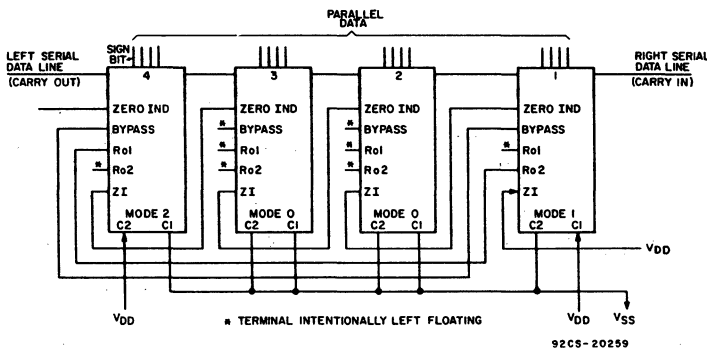 PARALLEL
DATA
LEFT SERIAL
DATA LINE
(CARRY OUT)
SIGN
BIT
RIGHT SERIAL
DATA LINE
(CARRY IN)
4
3
2
1
ZERO IND
BYPASS
Ro1
* Ro2
ZI
MODE 2
C2 C1
ZERO IND
* BYPASS
* Ro1
* Ro2
ZI
MODE 0
C2 C1
ZERO IND
* BYPASS
* Ro1
* Ro2
ZI
MODE 0
C2 C1
ZERO IND
BYPASS
* Ro1
Ro2
ZI
MODE 1
C2 C1
VDD
VDD
* TERMINAL INTENTIONALLY LEFT FLOATING
VDD
VSS
92CS-20259